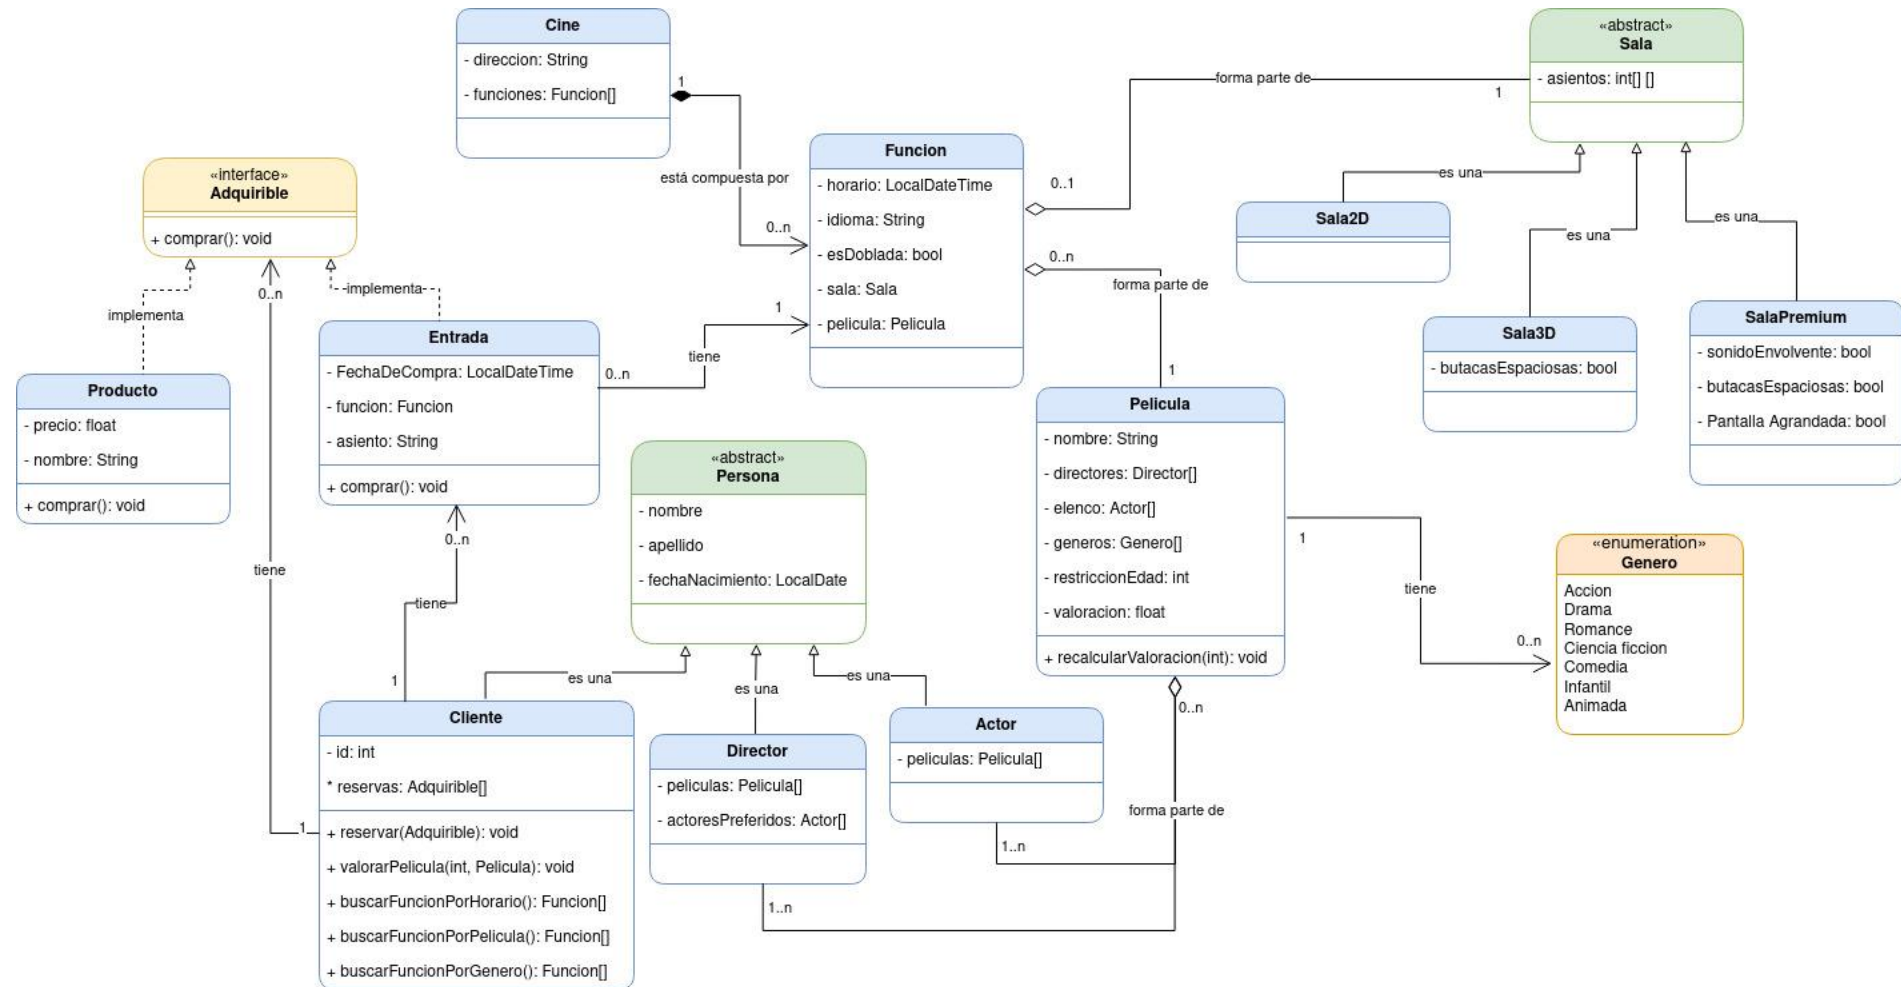 Cine
- direccion: String
- funciones: Funcion[]
1
está compuesta por
0..n
«abstract»
Sala
- asientos: int[] []
forma parte de
1
0..1
Funcion
- horario: LocalDateTime
- idioma: String
- esDoblada: bool
- sala: Sala
- pelicula: Pelicula
0..n
forma parte de
1
«interface»
Adquirible
+ comprar(): void
implementa
implementa
0..n
tiene
1
Sala2D
es una
es una
es una
Sala3D
- butacasEspaciosas: bool
SalaPremium
- sonidoEnvolvente: bool
- butacasEspaciosas: bool
- Pantalla Agrandada: bool
Entrada
- FechaDeCompra: LocalDateTime
- funcion: Funcion
- asiento: String
+ comprar(): void
0..n
tiene
1
Producto
- precio: float
- nombre: String
+ comprar(): void
«abstract»
Persona
- nombre
- apellido
- fechaNacimiento: LocalDate
Pelicula
- nombre: String
- directores: Director[]
- elenco: Actor[]
- generos: Genero[]
- restriccionEdad: int
- valoracion: float
+ recalcularValoracion(int): void
1
tiene
0..n
«enumeration»
Genero
Accion
Drama
Romance
Ciencia ficcion
Comedia
Infantil
Animada
0..n
tiene
1
es una
es una
es una
Cliente
- id: int
* reservas: Adquirible[]
+ reservar(Adquirible): void
+ valorarPelicula(int, Pelicula): void
+ buscarFuncionPorHorario(): Funcion[]
+ buscarFuncionPorPelicula(): Funcion[]
+ buscarFuncionPorGenero(): Funcion[]
Director
- peliculas: Pelicula[]
- actoresPreferidos: Actor[]
1..n
Actor
- peliculas: Pelicula[]
1..n
0..n
forma parte de